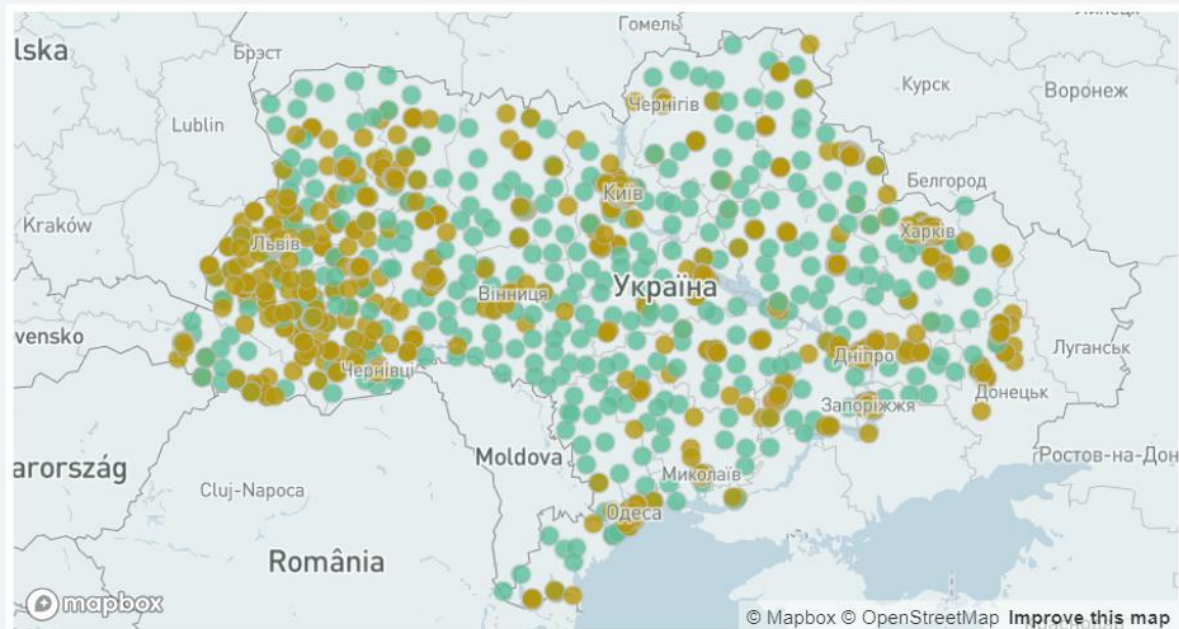 Гомель
lska
Брэст
Курск
Воронеж
Чернігів
Lublin
Київ
Белгород
Kraków
Львів
Харків
Україна
Вінниця
vensko
Дніпро
Луганськ
Чернівці
Донецьк
Запоріжжя
Moldova
arország
Ростов-на-Дон
Миколаїв
Cluj-Napoca
Одеса
România
mapbox
© Mapbox © OpenStreetMap Improve this map